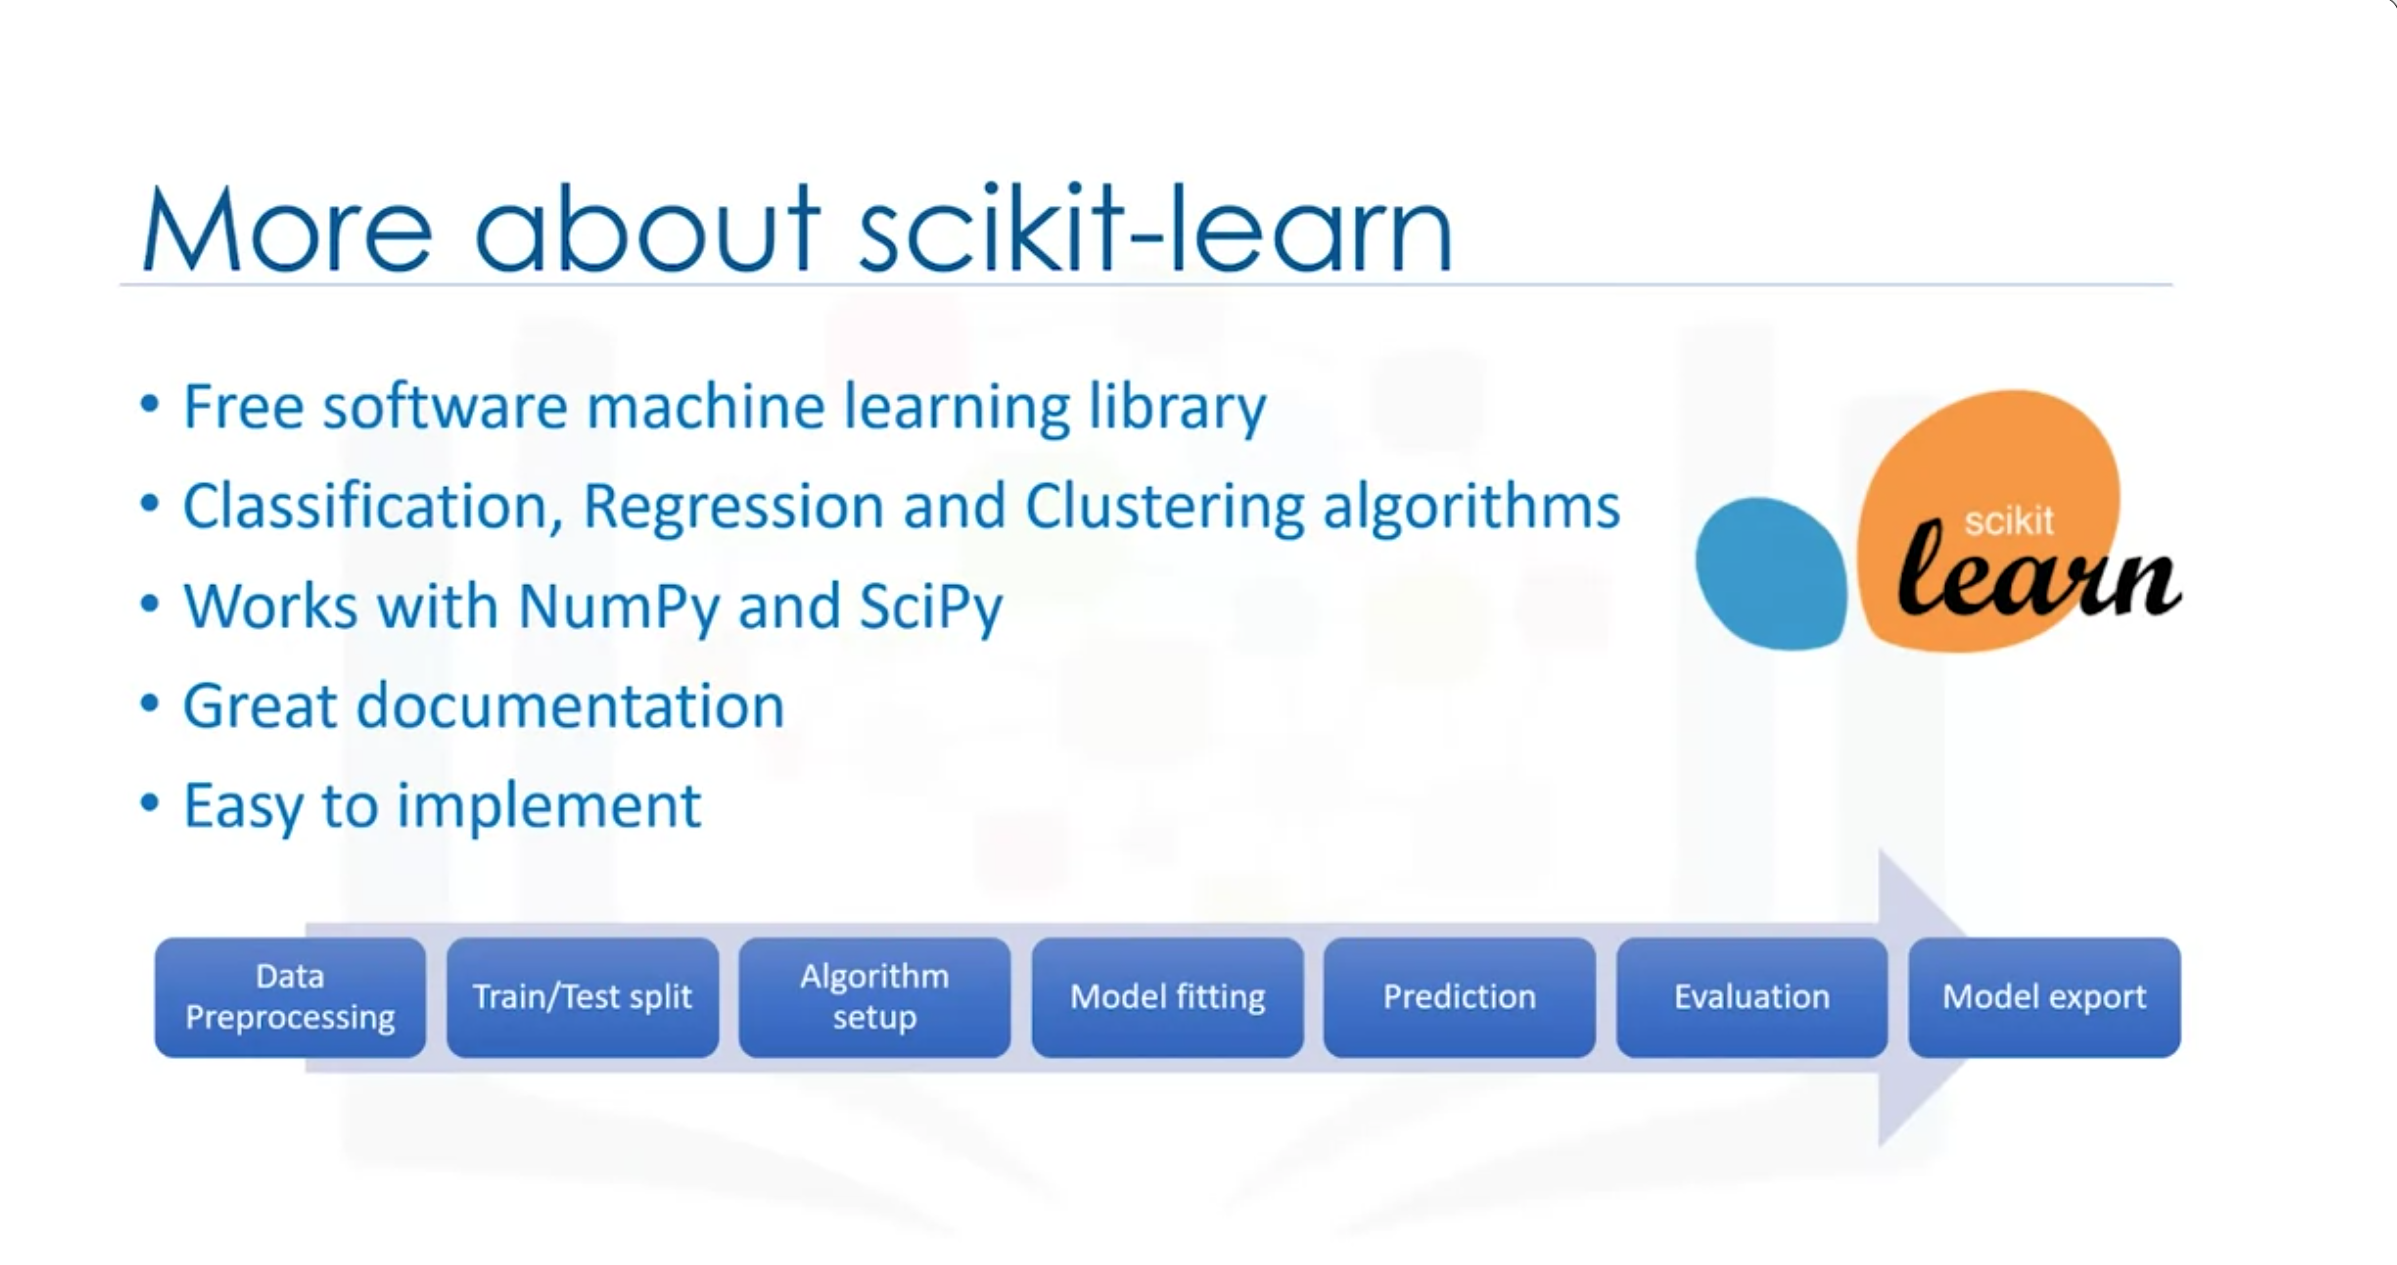 More about scikit-learn
• Free software machine learning library
• Classification, Regression and Clustering algorithms
• Works with NumPy and SciPy
• Great documentation
• Easy to implement
scikit
learn
Data
Preprocessing
Train/Test split
Algorithm
setup
Model fitting
Prediction
Evaluation
Model export